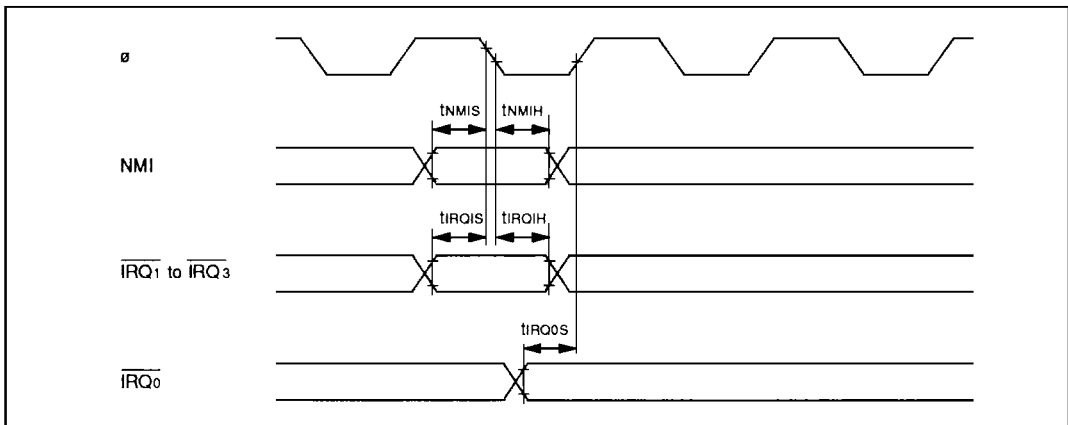 ø
tNMIS tNMIH
NMI
tIRQIS tIRQIH
IRQ1 to IRQ3
tIRQ0S
IRQ0